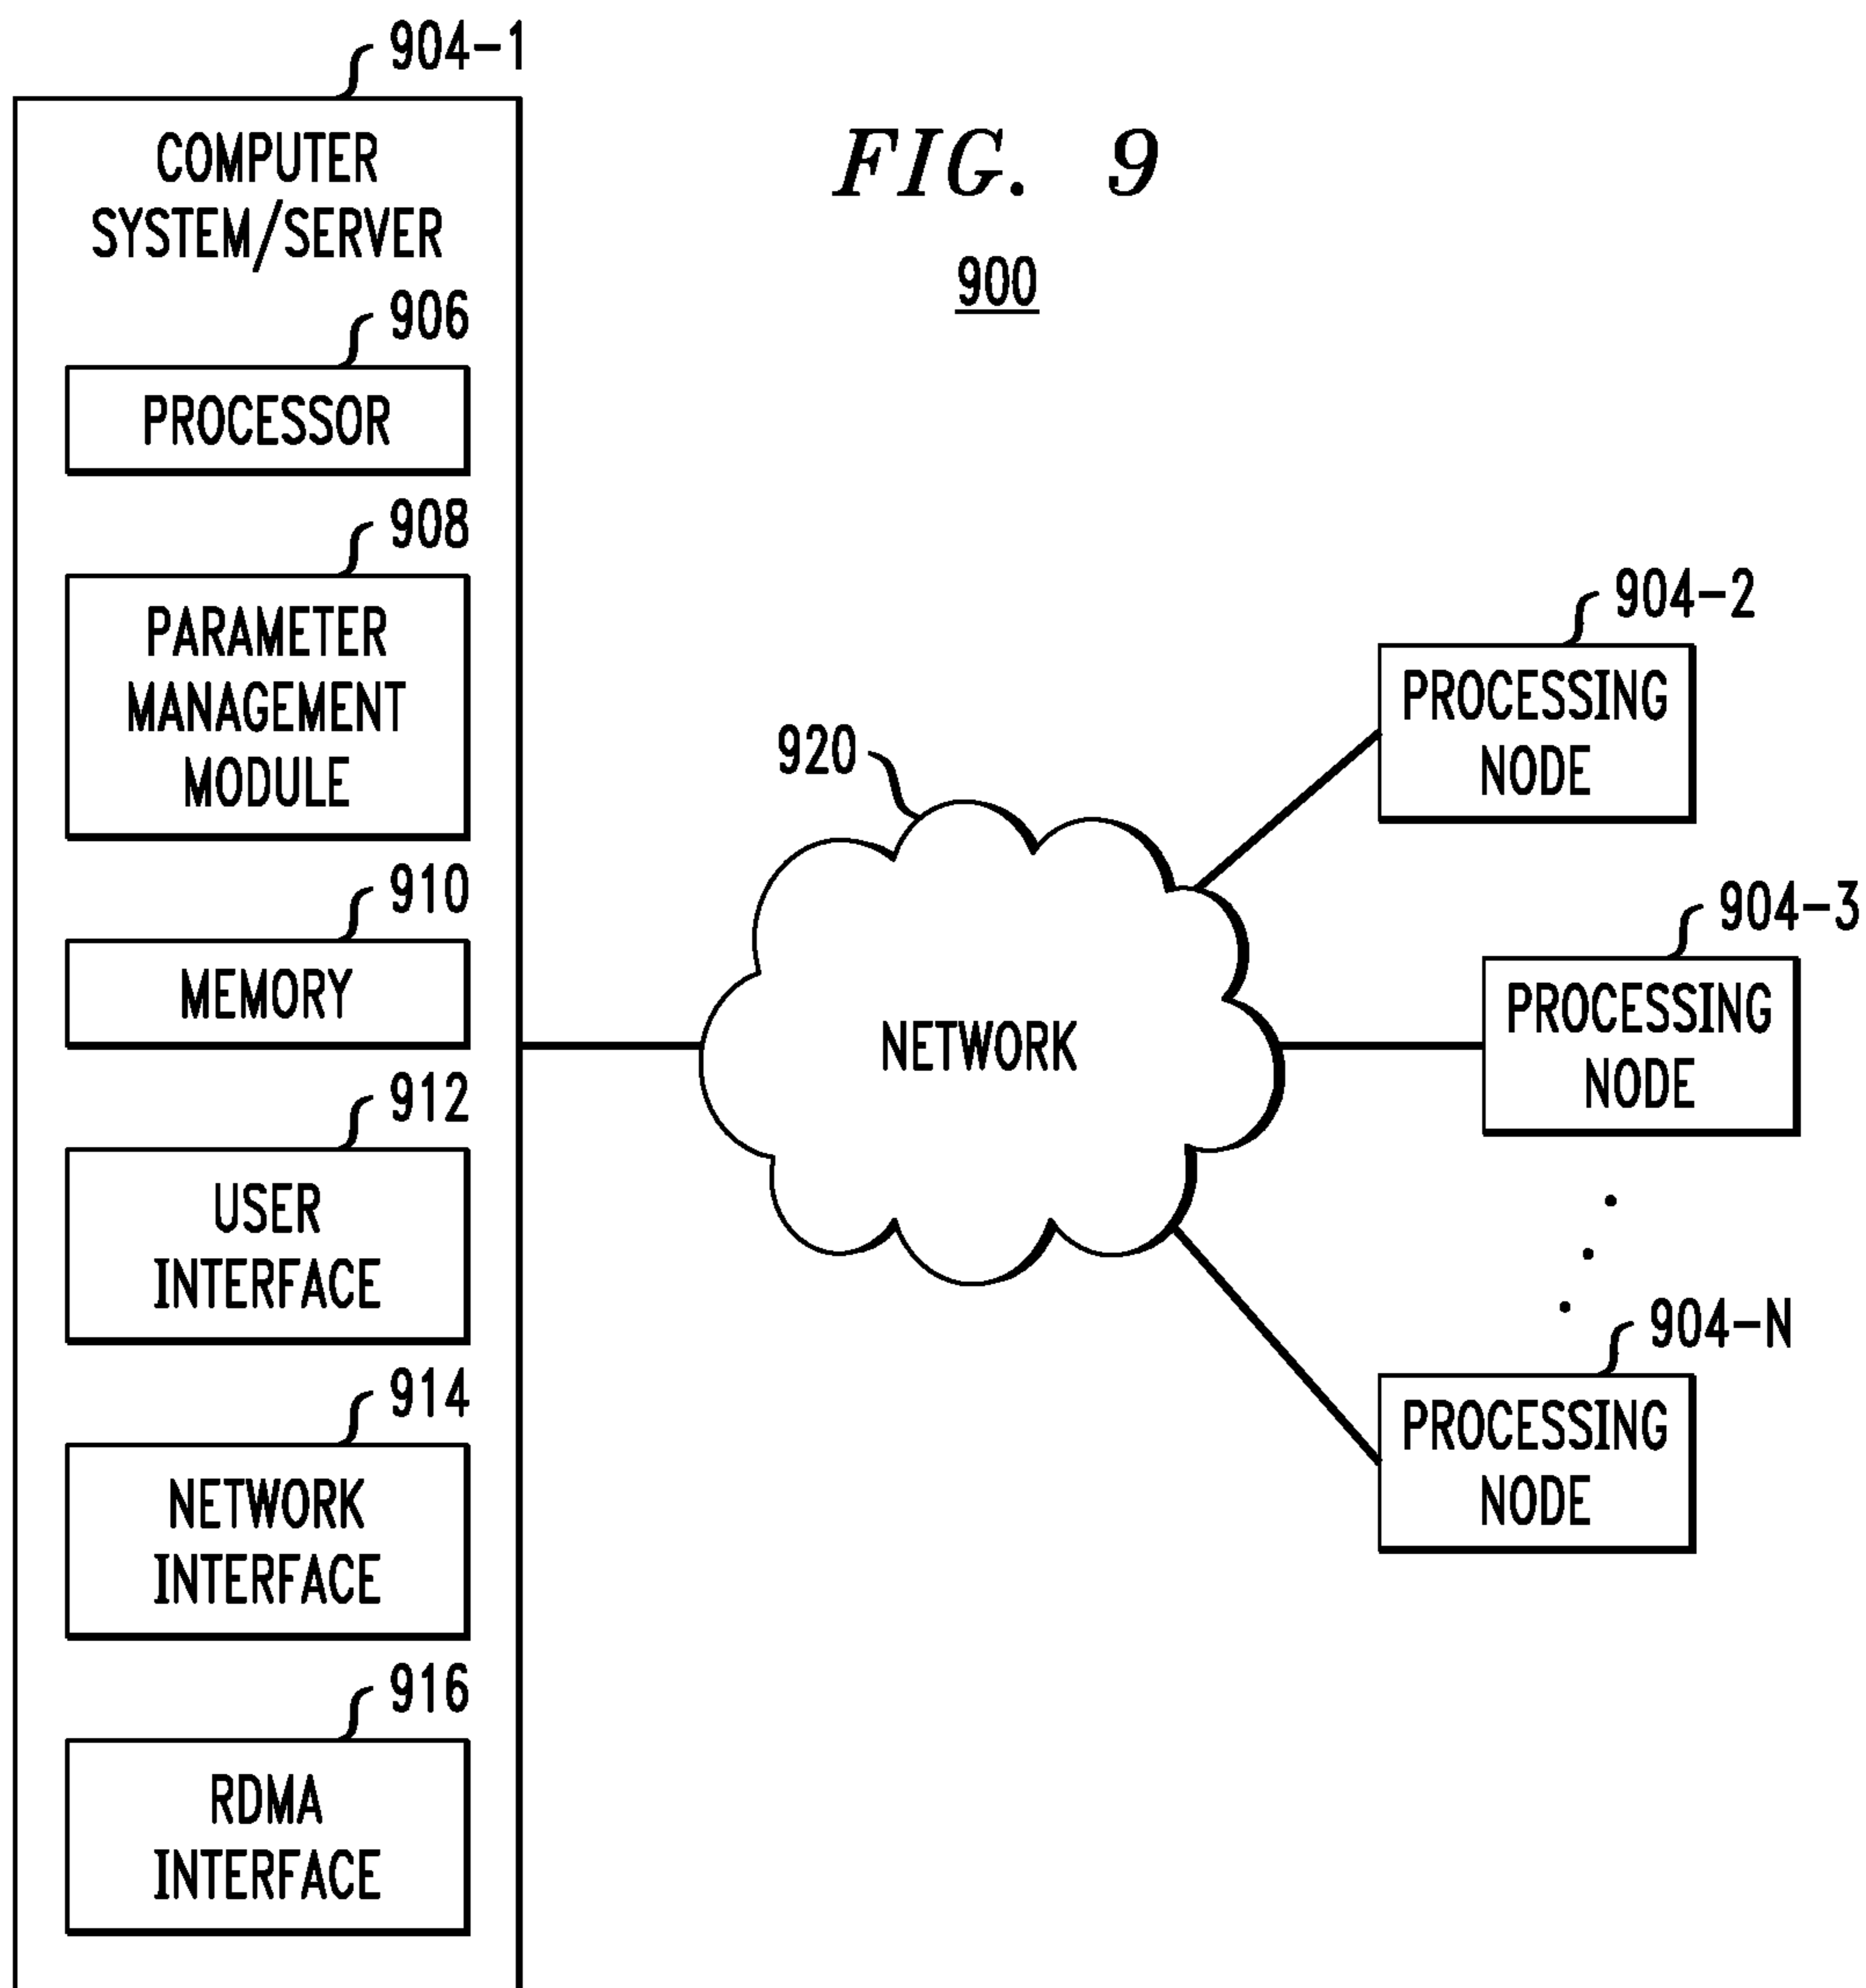 904-1
COMPUTER
SYSTEM/SERVER
FIG. 9
900
906
PROCESSOR
908
PARAMETER
MANAGEMENT
MODULE
910
MEMORY
912
USER
INTERFACE
914
NETWORK
INTERFACE
916
RDMA
INTERFACE
920
NETWORK
904-2
PROCESSING
NODE
904-3
PROCESSING
NODE
904-N
PROCESSING
NODE